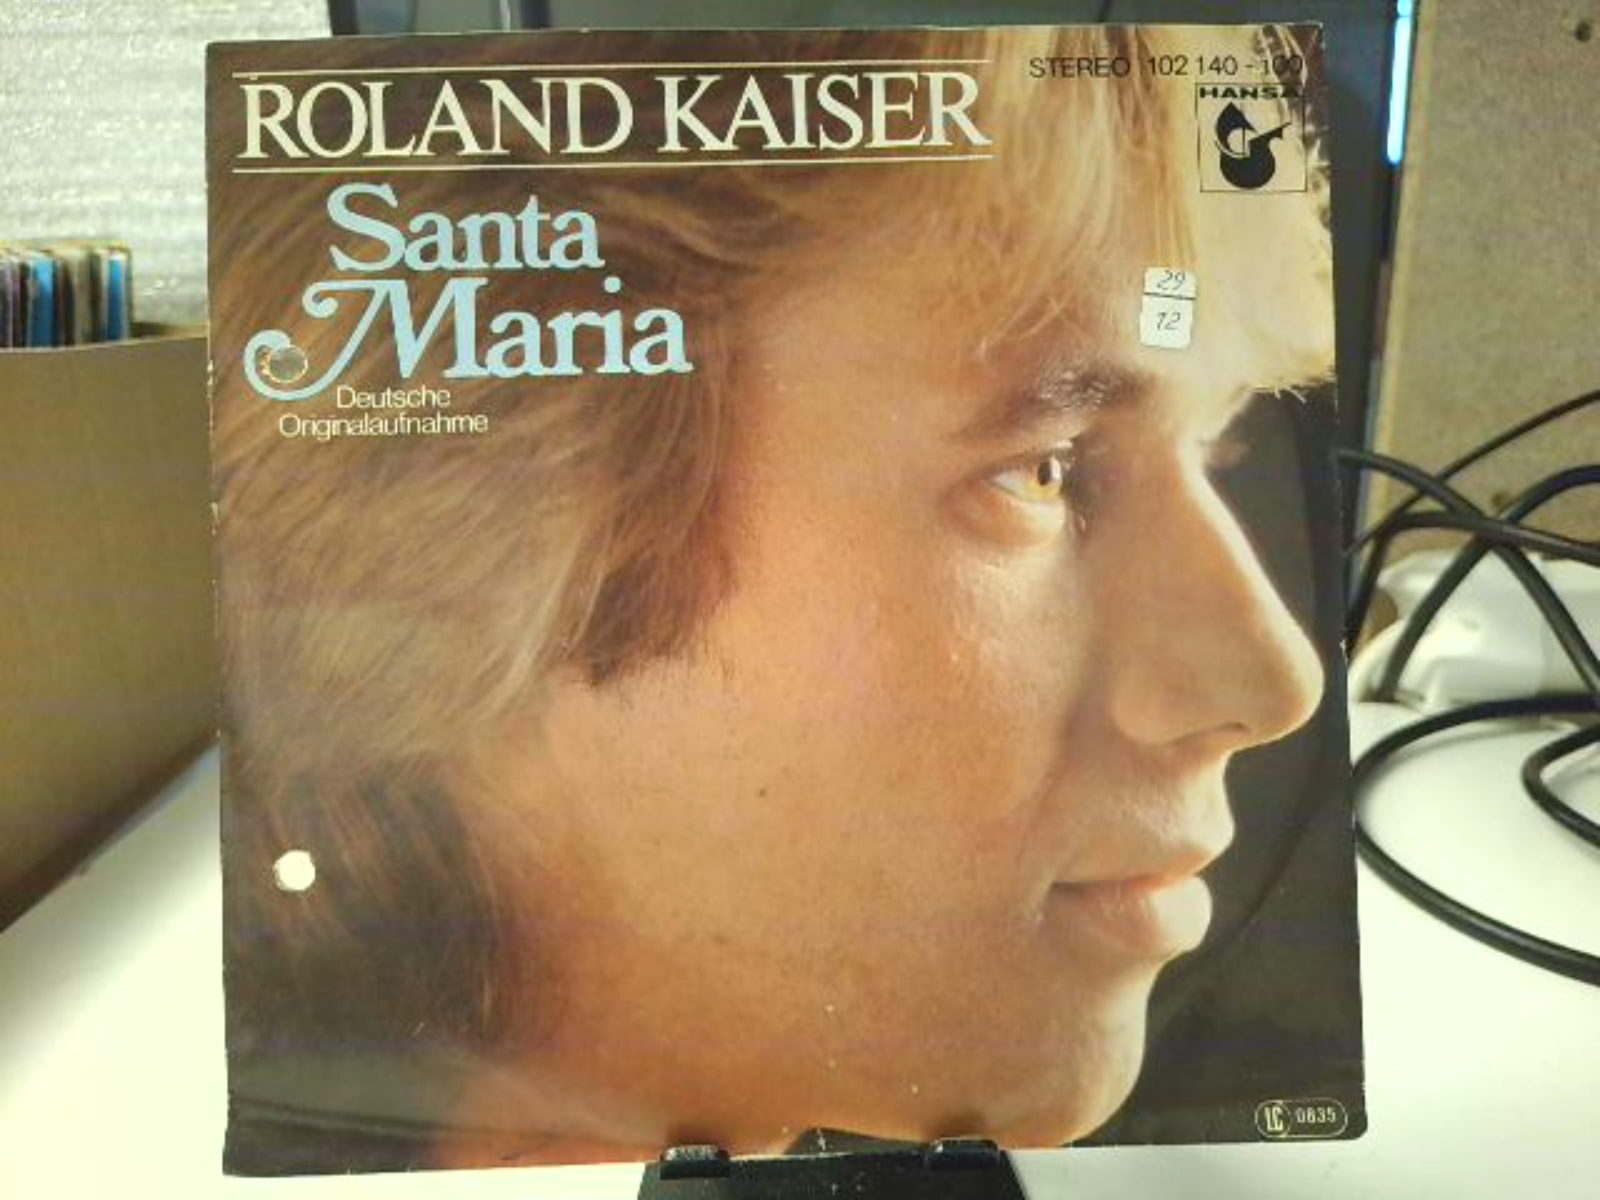 ROLAND KAISER
STEREO 102 140 - 100
HANSA
Santa
Maria
Deutsche
Originalaufnahme
29
12
LC 0835